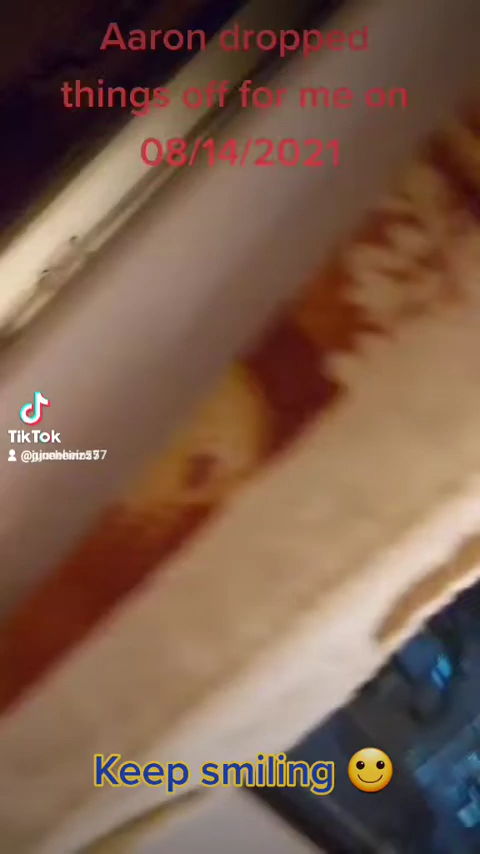 Aaron dropped
things off for me on
08/14/2021
TikTok
Keep smiling 🙂